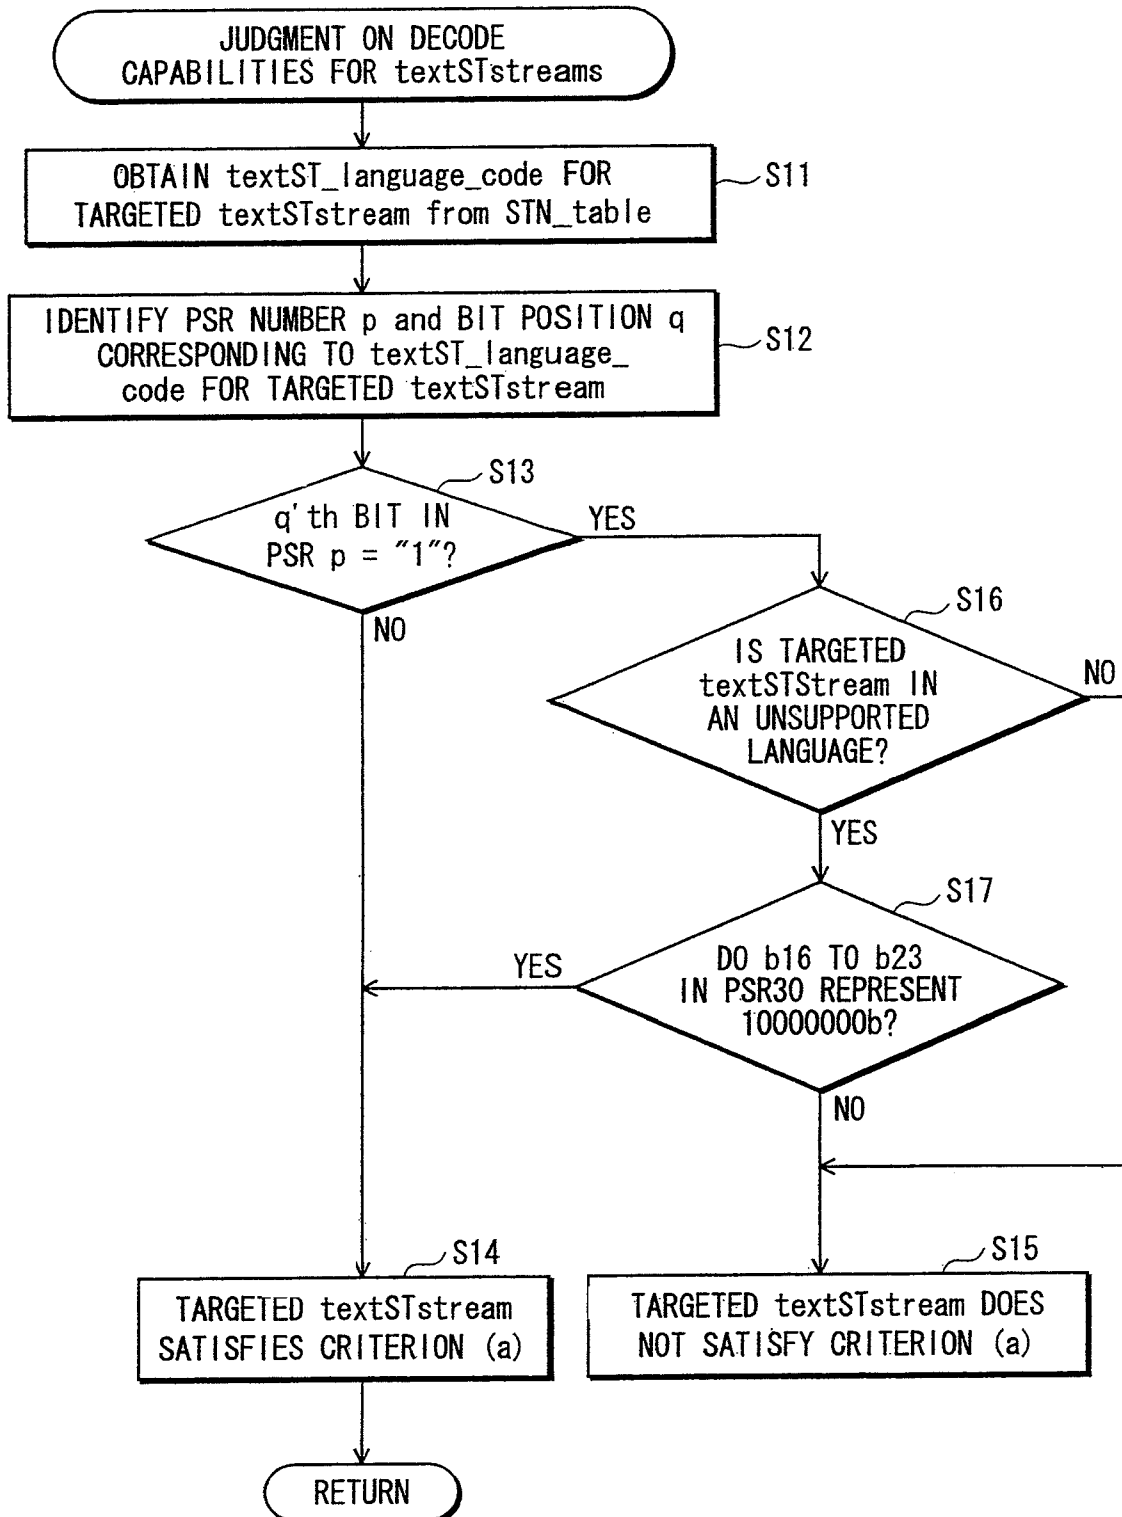 JUDGMENT ON DECODE
CAPABILITIES FOR textSTstreams
OBTAIN textST_language_code FOR
TARGETED textSTstream from STN_table
S11
IDENTIFY PSR NUMBER p and BIT POSITION q
CORRESPONDING TO textST_language_
code FOR TARGETED textSTstream
S12
S13
q'th BIT IN
PSR p = "1"?
YES
NO
S16
IS TARGETED
textSTStream IN
AN UNSUPPORTED
LANGUAGE?
NO
YES
S17
DO b16 TO b23
IN PSR30 REPRESENT
10000000b?
YES
NO
S14
TARGETED textSTstream
SATISFIES CRITERION (a)
S15
TARGETED textSTstream DOES
NOT SATISFY CRITERION (a)
RETURN